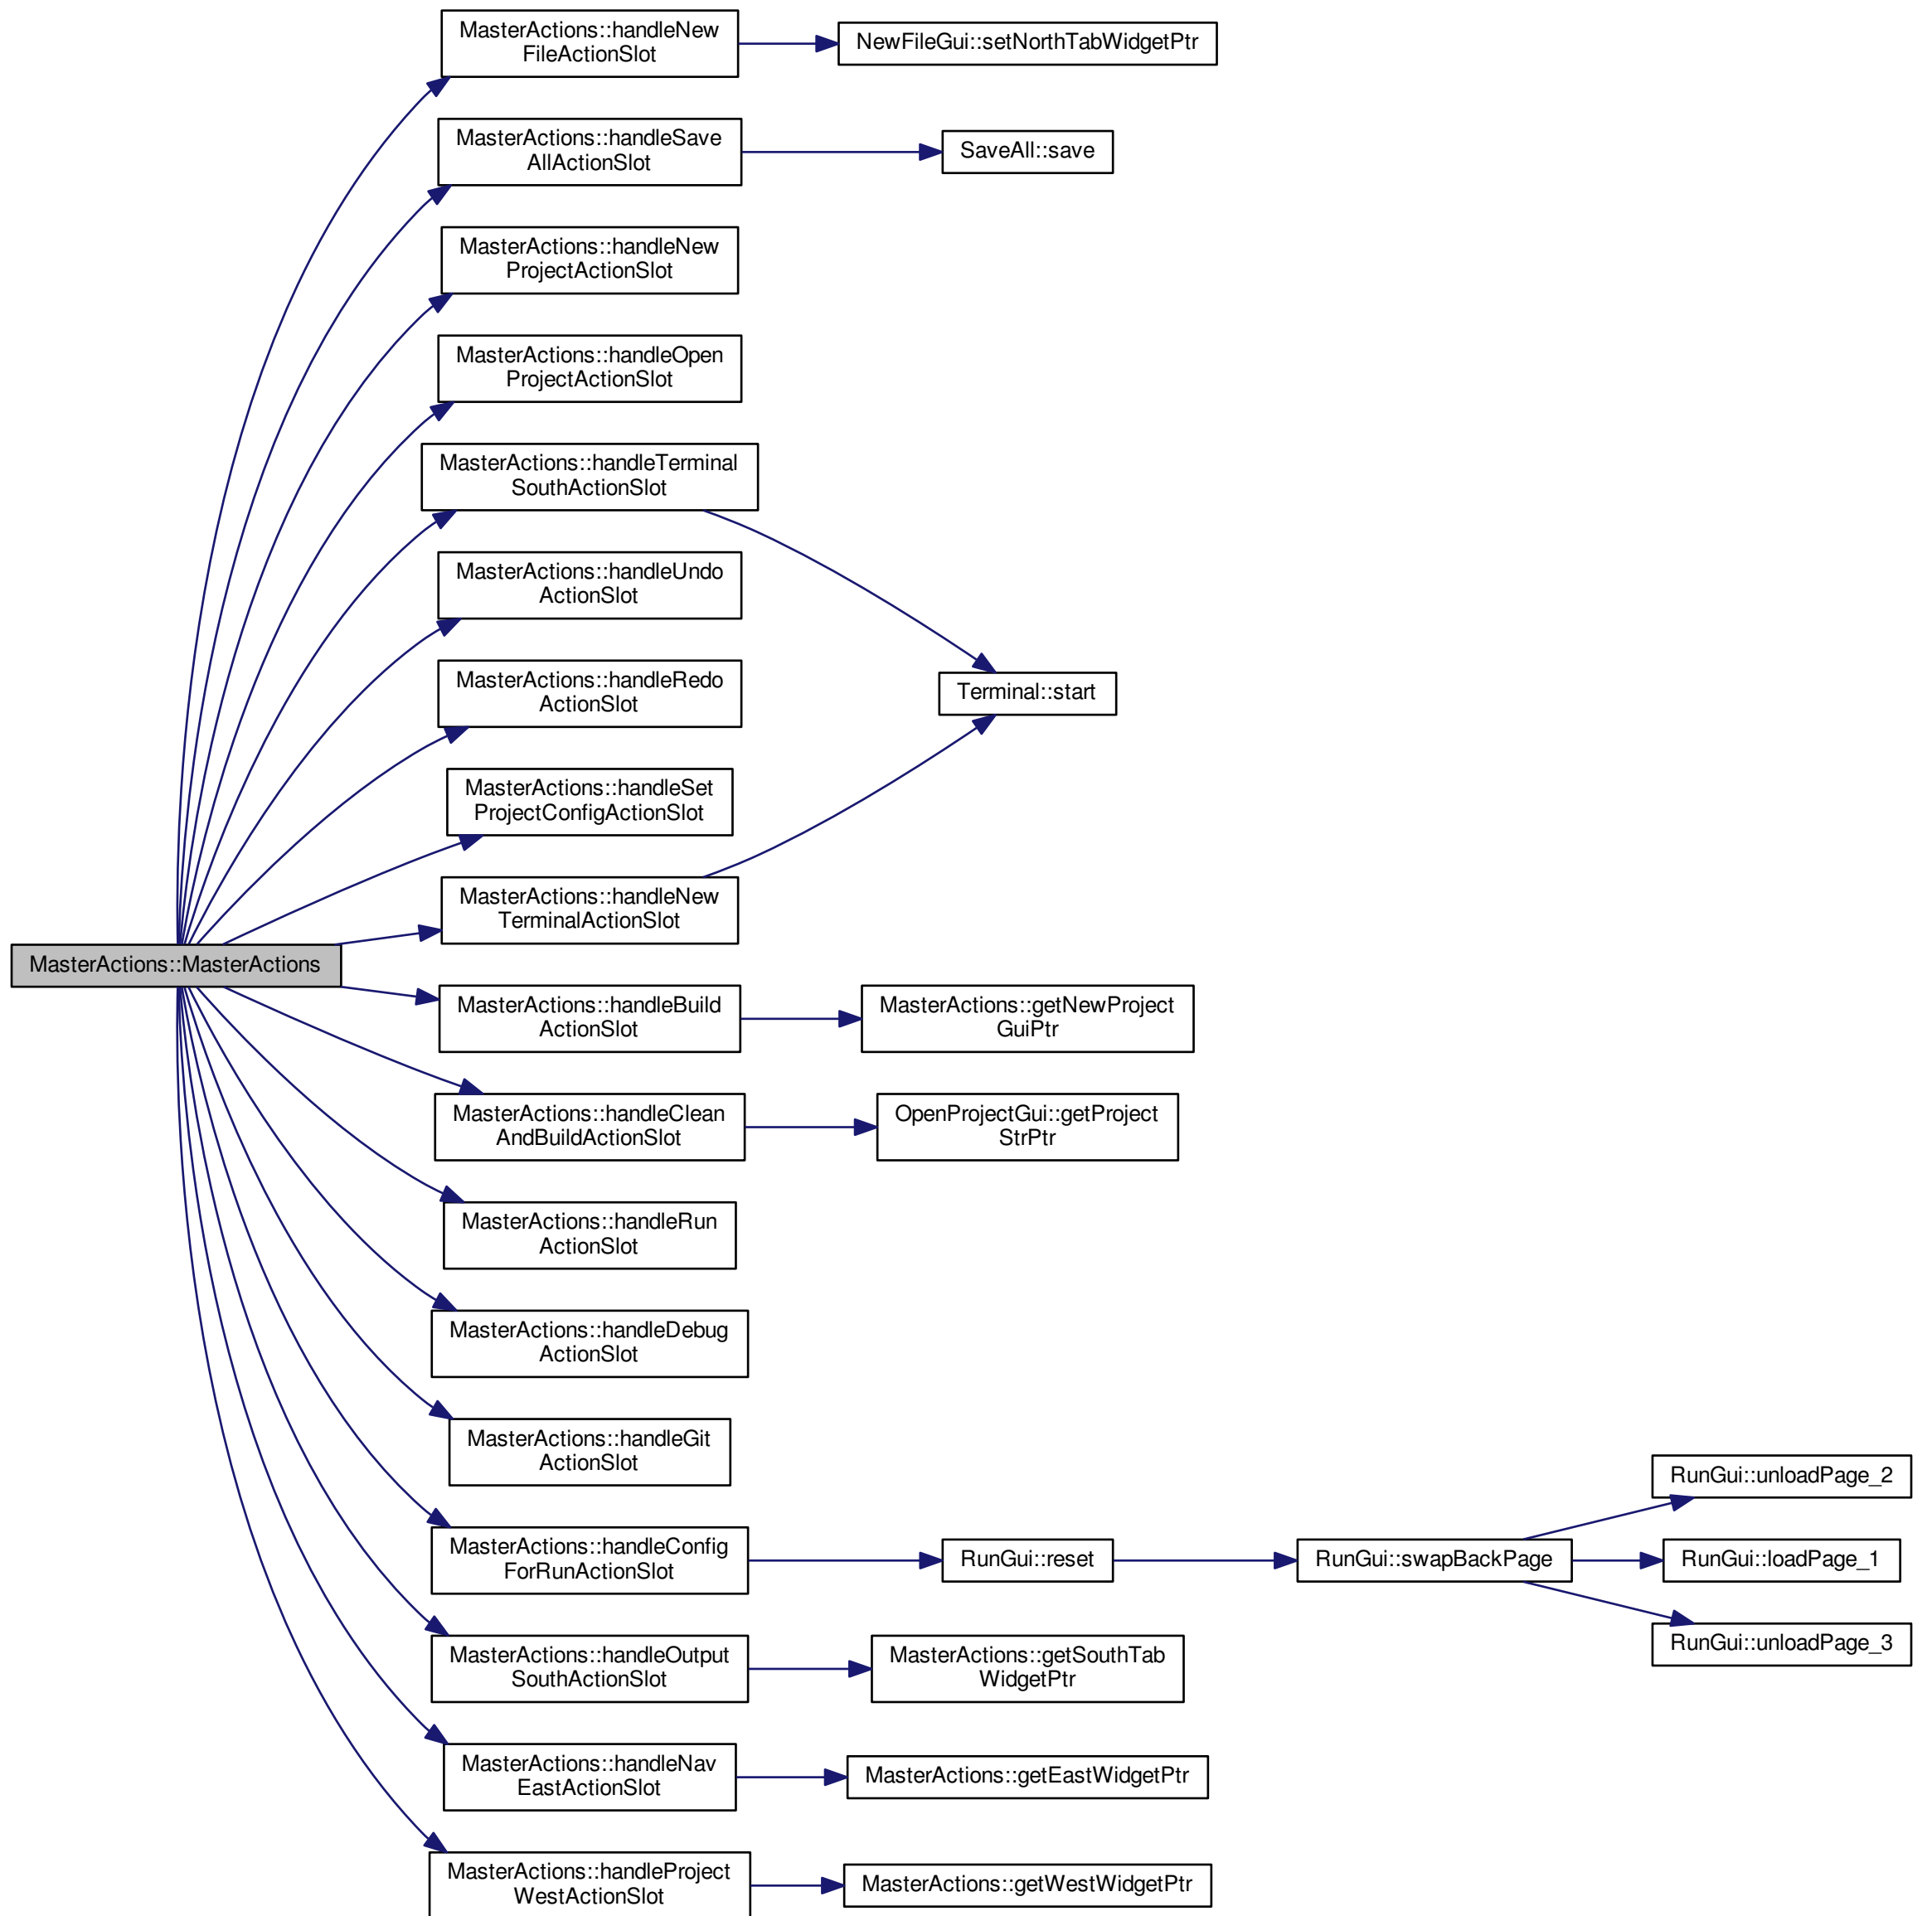 MasterActions::handleNew
FileActionSlot
NewFileGui::setNorthTabWidgetPtr
MasterActions::handleSave
AllActionSlot
SaveAll::save
MasterActions::handleNew
ProjectActionSlot
MasterActions::handleOpen
ProjectActionSlot
MasterActions::handleTerminal
SouthActionSlot
MasterActions::handleUndo
ActionSlot
MasterActions::handleRedo
ActionSlot
Terminal::start
MasterActions::handleSet
ProjectConfigActionSlot
MasterActions::handleNew
TerminalActionSlot
MasterActions::MasterActions
MasterActions::handleBuild
ActionSlot
MasterActions::getNewProject
GuiPtr
MasterActions::handleClean
AndBuildActionSlot
OpenProjectGui::getProject
StrPtr
MasterActions::handleRun
ActionSlot
MasterActions::handleDebug
ActionSlot
MasterActions::handleGit
ActionSlot
RunGui::unloadPage_2
MasterActions::handleConfig
ForRunActionSlot
RunGui::reset
RunGui::swapBackPage
RunGui::loadPage_1
RunGui::unloadPage_3
MasterActions::handleOutput
SouthActionSlot
MasterActions::getSouthTab
WidgetPtr
MasterActions::handleNav
EastActionSlot
MasterActions::getEastWidgetPtr
MasterActions::handleProject
WestActionSlot
MasterActions::getWestWidgetPtr